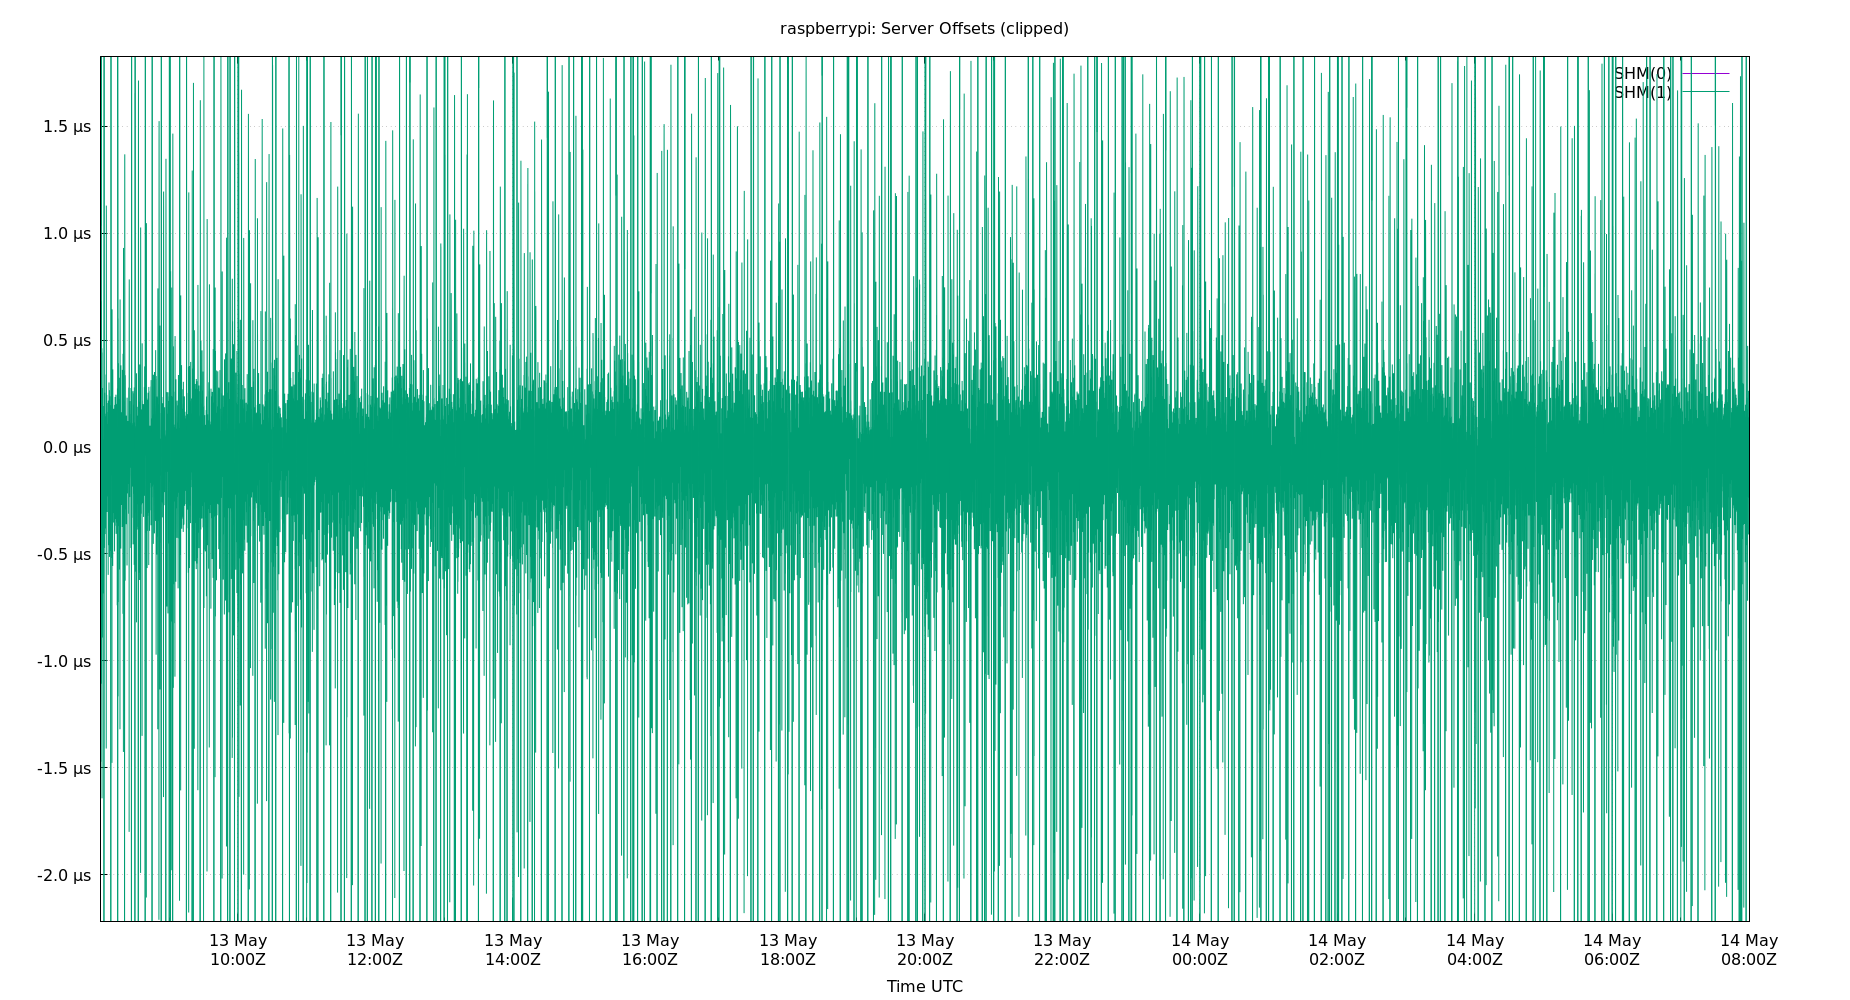 raspberrypi: Server Offsets (clipped)
SHM(0)
SHM(1)
1.5 µs
1.0 µs
0.5 µs
0.0 µs
-0.5 µs
-1.0 µs
-1.5 µs
-2.0 µs
13 May 13 May 13 May 13 May 13 May 13 May 13 May 14 May 14 May 14 May 14 May 14 May
10:00Z 12:00Z 14:00Z 16:00Z 18:00Z 20:00Z 22:00Z 00:00Z 02:00Z 04:00Z 06:00Z 08:00Z
Time UTC